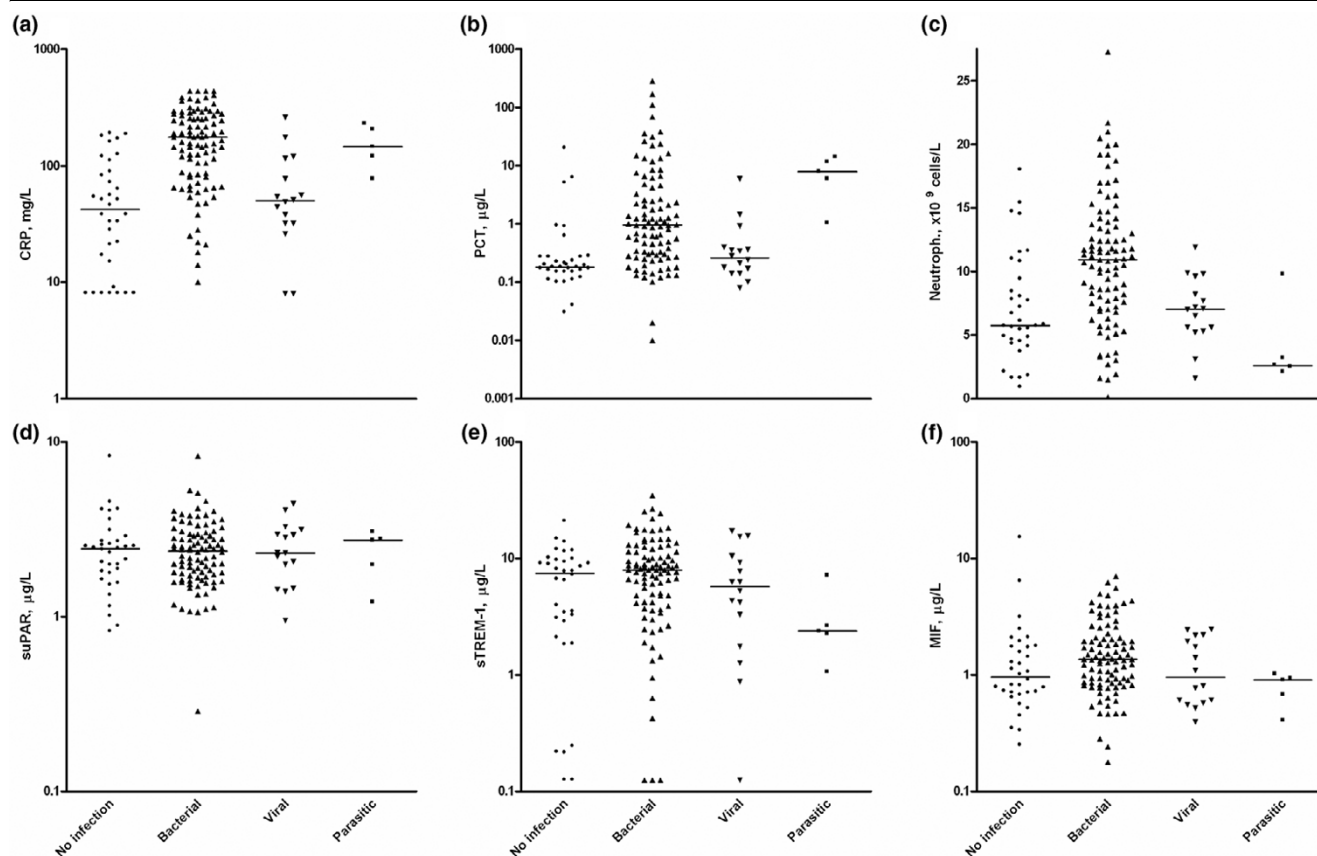 (a)
1000
100
10
1
CRP, mg/L
(b)
1000
100
10
1
0.1
0.01
0.001
PCT, µg/L
(c)
25
20
15
10
5
0
Neutroph., x10 9 cells/L
(d)
10
1
0.1
suPAR, µg/L
No infection
Bacterial
Viral
Parasitic
(e)
100
10
1
0.1
sTREM-1, µg/L
No infection
Bacterial
Viral
Parasitic
(f)
100
10
1
0.1
MIF, µg/L
No infection
Bacterial
Viral
Parasitic